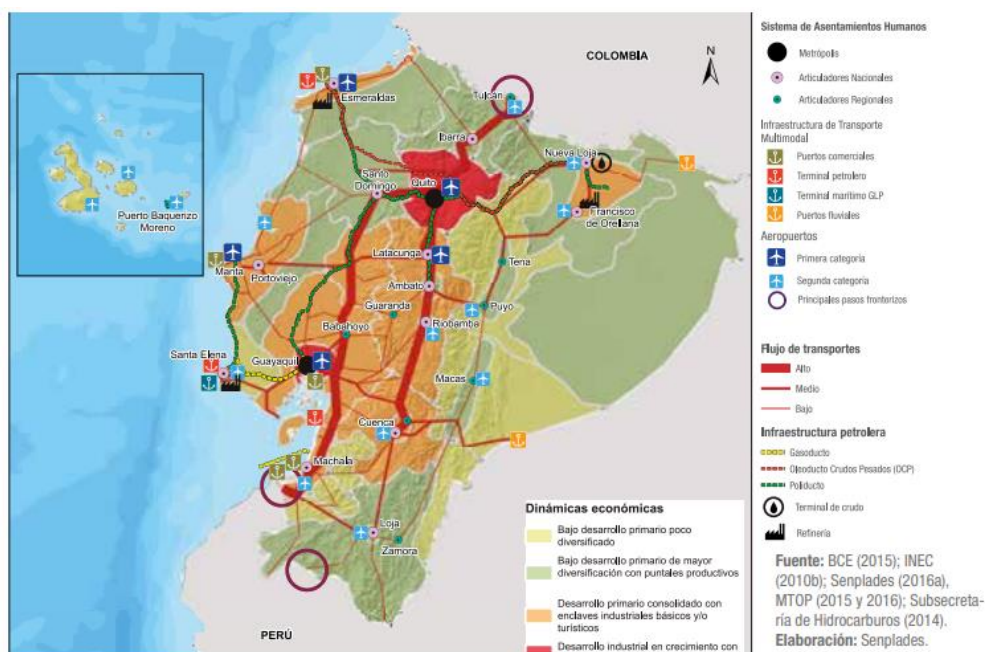 COLOMBIA
N
Esmeraldas
Tulcán
Ibarra
Nueva Loja
Santo
Domingo
Quito
Francisco
de Orellana
Puerto Baquerizo
Moreno
Latacunga
Tena
Manta
Portoviejo
Ambato
Guaranda
Puyo
Riobamba
Babahoyo
Santa Elena
Guayaquil
Macas
Cuenca
Machala
Loja
Zamora
PERÚ
Dinámicas económicas
Bajo desarrollo primario poco
diversificado
Bajo desarrollo primario de mayor
diversificación con puntales productivos
Desarrollo primario consolidado con
enclaves industriales básicos y/o
turísticos
Desarrollo industrial en crecimiento con
Sistema de Asentamientos Humanos
Metrópolis
Articuladores Nacionales
Articuladores Regionales
Infraestructura de Transporte
Multimodal
Puertos comerciales
Terminal petrolero
Terminal marítimo GLP
Puertos fluviales
Aeropuertos
Primera categoría
Segunda categoría
Principales pasos fronterizos
Flujo de transportes
Alto
Medio
Bajo
Infraestructura petrolera
Gasoducto
Oleoducto Crudos Pesados (OCP)
Poliducto
Terminal de crudo
Refinería
Fuente: BCE (2015); INEC
(2010b); Senplades (2016a),
MTOP (2015 y 2016); Subsecreta-
ría de Hidrocarburos (2014).
Elaboración: Senplades.